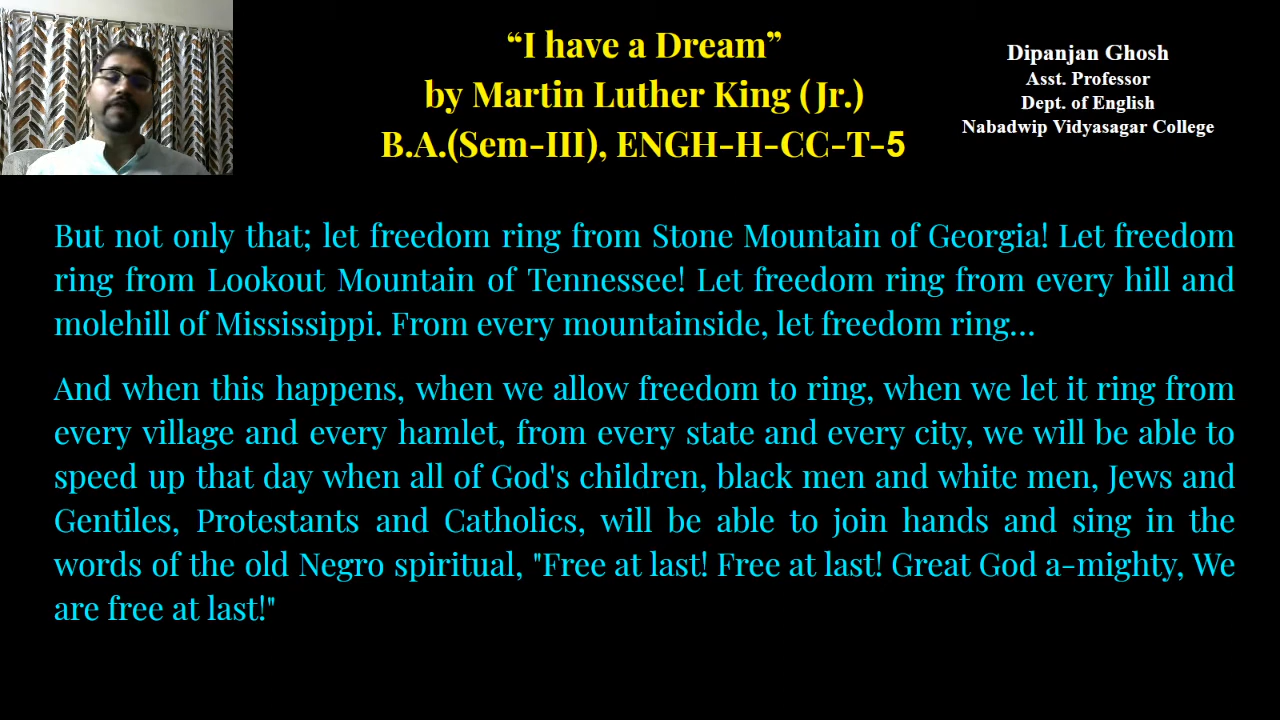 “I have a Dream”
by Martin Luther King (Jr.)
B.A.(Sem-III), ENGH-H-CC-T-5
Dipanjan Ghosh
Asst. Professor
Dept. of English
Nabadwip Vidyasagar College
But not only that; let freedom ring from Stone Mountain of Georgia! Let freedom
ring from Lookout Mountain of Tennessee! Let freedom ring from every hill and
molehill of Mississippi. From every mountainside, let freedom ring...
And when this happens, when we allow freedom to ring, when we let it ring from
every village and every hamlet, from every state and every city, we will be able to
speed up that day when all of God's children, black men and white men, Jews and
Gentiles, Protestants and Catholics, will be able to join hands and sing in the
words of the old Negro spiritual, "Free at last! Free at last! Great God a-mighty, We
are free at last!"